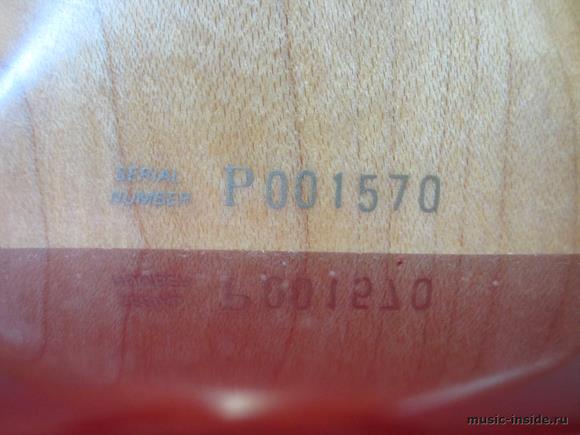 SERIAL
NUMBER P001570
music-inside.ru